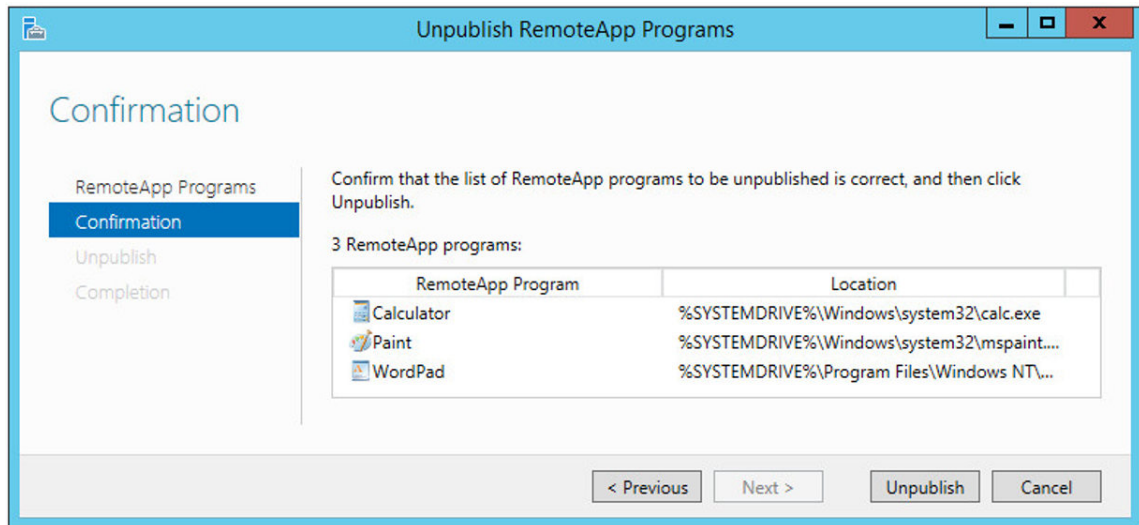 Unpublish RemoteApp Programs
Confirmation
RemoteApp Programs
Confirmation
Unpublish
Completion
Confirm that the list of RemoteApp programs to be unpublished is correct, and then click
Unpublish.
3 RemoteApp programs:
RemoteApp Program Location
Calculator %SYSTEMDRIVE%\Windows\system32\calc.exe
Paint %SYSTEMDRIVE%\Windows\system32\mspaint....
WordPad %SYSTEMDRIVE%\Program Files\Windows NT\...
< Previous Next > Unpublish Cancel